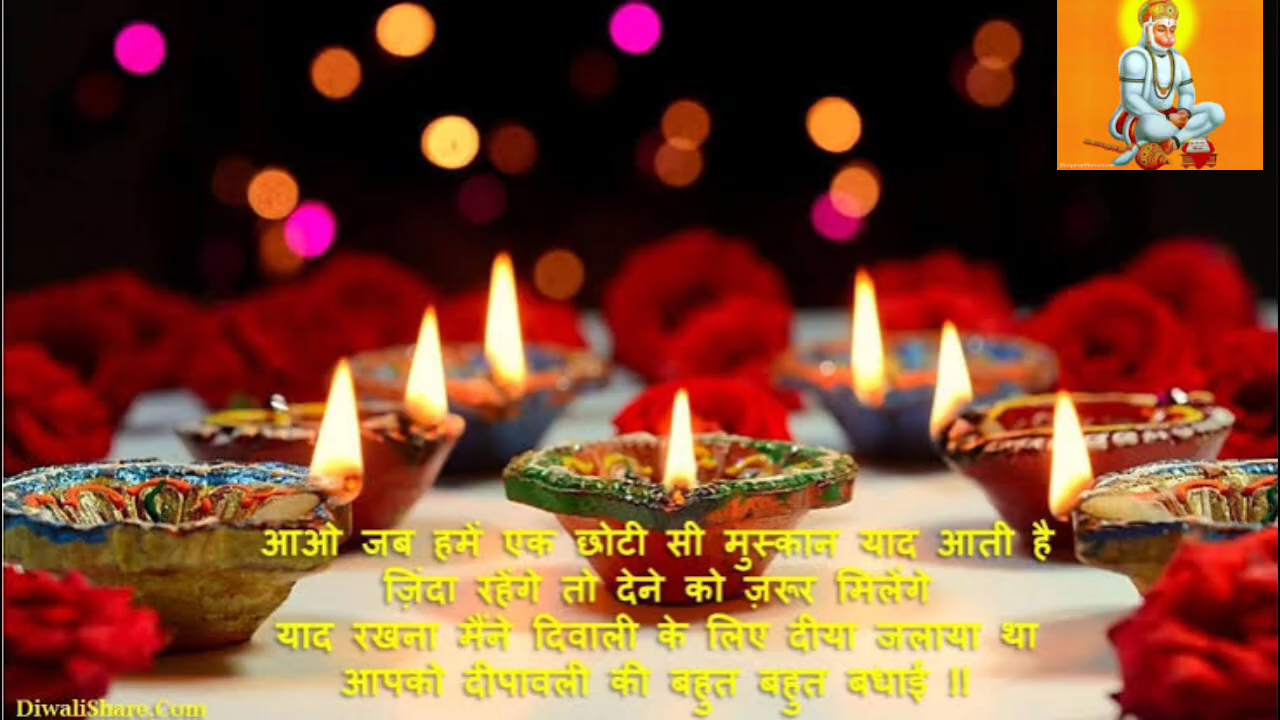 आओ जब हमें एक छोटी सी मुस्कान याद आती है
ज़िंदा रहेंगे तो देने को ज़रूर मिलेंगे
याद रखना मैंने दिवाली के लिए दीया जलाया था
आपको दीपावली की बहुत बहुत बधाई !!
DiwaliShare.Com